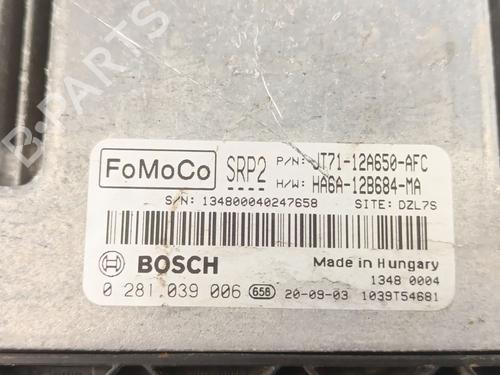 B-PARTS
FoMoCo
SRP2
P/N: JT71-12A650-AFC
H/W: HA6A-12B684-MA
S/N: 134800040247658 SITE: DZL7S
BOSCH Made in Hungary
1348 0004
0 281 039 006 658 20-09-03 1039T54681